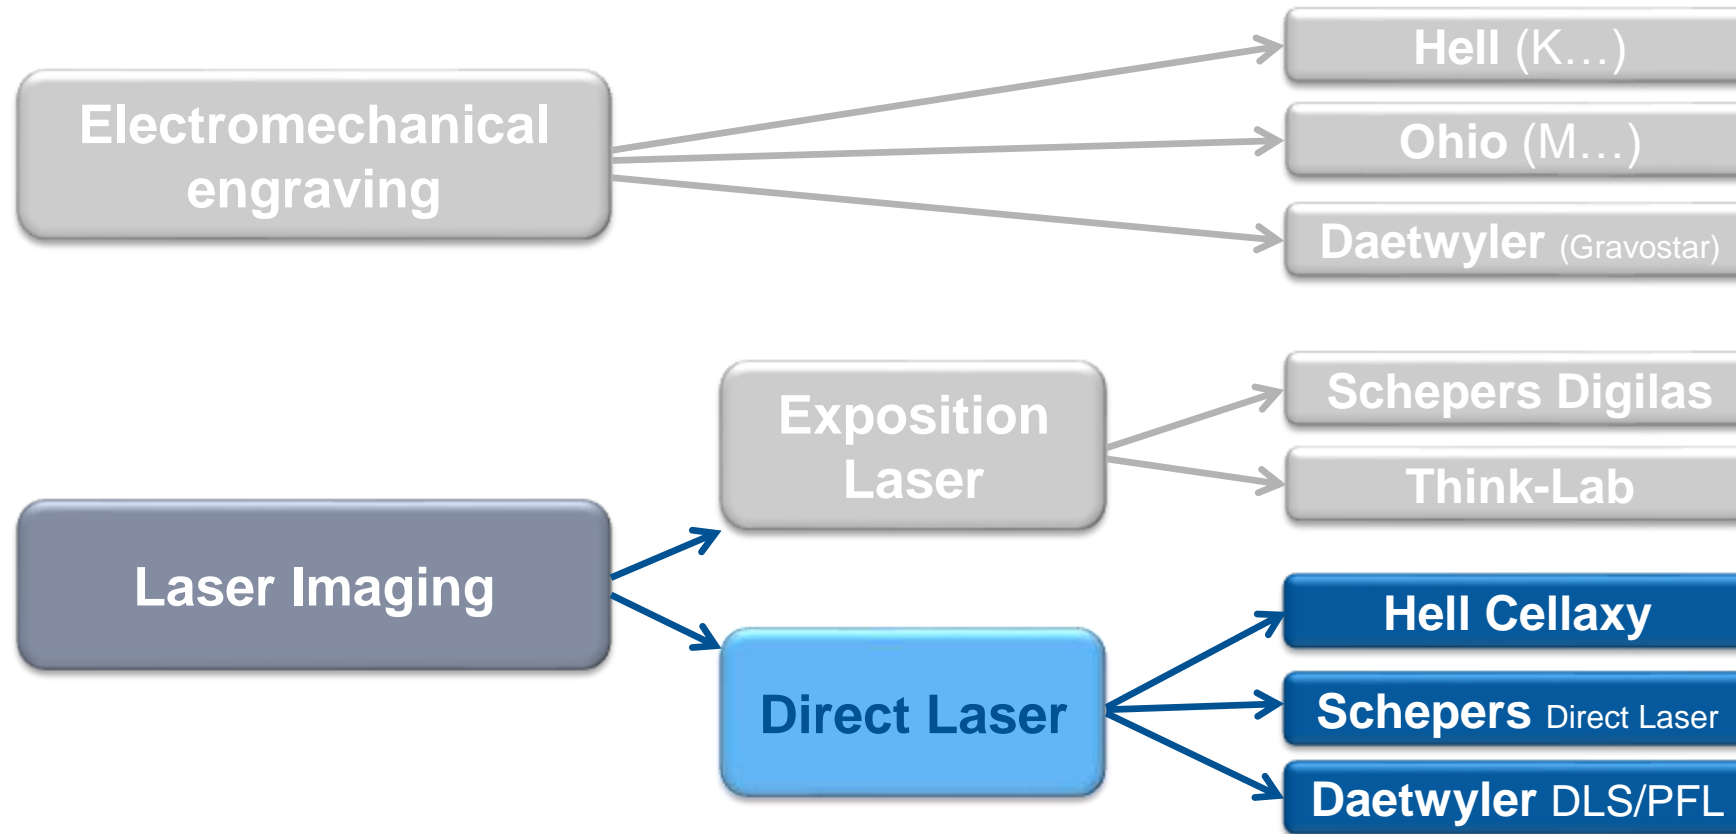 Electromechanical
engraving
Hell (K…)
Ohio (M…)
Daetwyler (Gravostar)
Laser Imaging
Exposition
Laser
Schepers Digilas
Think-Lab
Direct Laser
Hell Cellaxy
Schepers Direct Laser
Daetwyler DLS/PFL